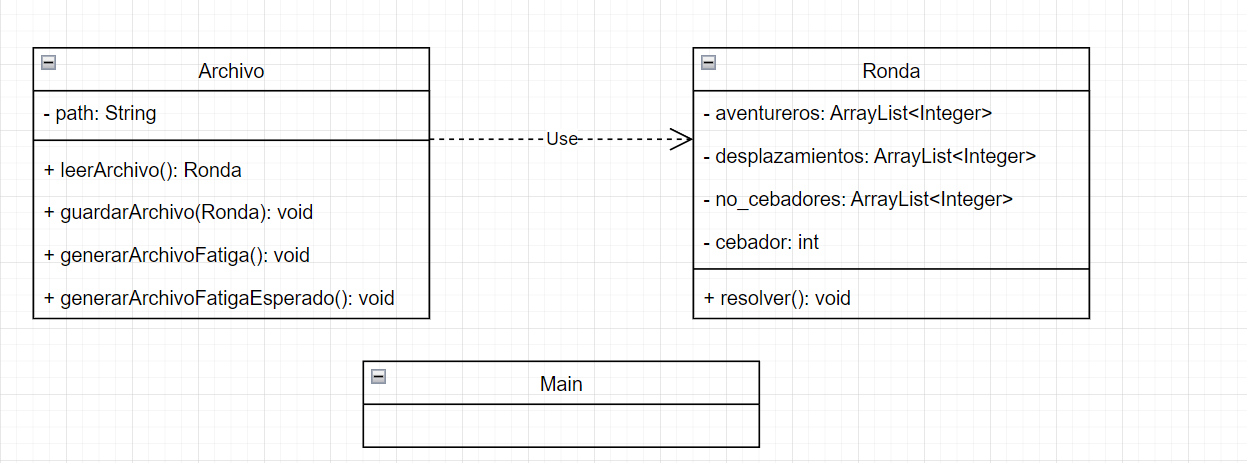 Archivo
- path: String
+ leerArchivo(): Ronda
+ guardarArchivo(Ronda): void
+ generarArchivoFatiga(): void
+ generarArchivoFatigaEsperado(): void
Use
Ronda
- aventureros: ArrayList<Integer>
- desplazamientos: ArrayList<Integer>
- no_cebadores: ArrayList<Integer>
- cebador: int
+ resolver(): void
Main